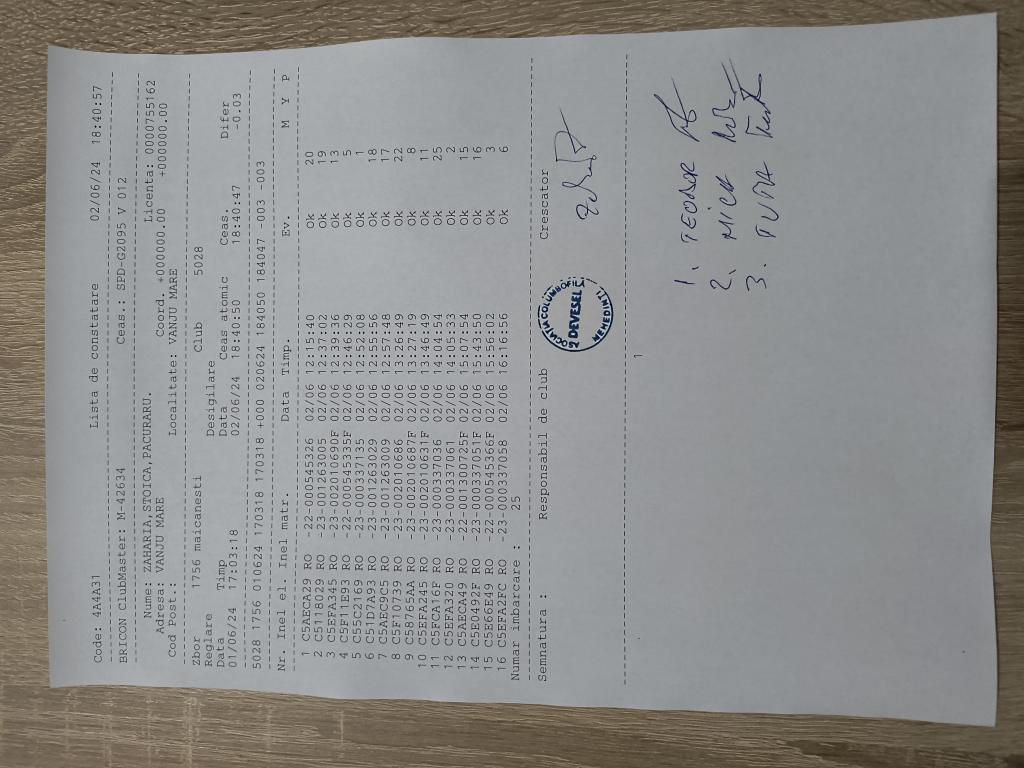 Code: 4A4A31 Lista de constatare 02/06/24 18:40:57
BRICON ClubMaster: M-42634 Ceas.: SPD-G2095 V 012
Nume: ZAHARIA,STOICA,PACURARU. Licenta: 0000755162
Adresa: VANJU MARE Coord. +000000.00 +0000000.00
Cod Post.: Localitate: VANJU MARE
Zbor 1756 maicanesti Club 5028
Reglare Desigilare
Data Timp Data Ceas atomic Ceas. Difer
01/06/24 17:03:18 02/06/24 18:40:50 18:40:47 -0.03
5028 1756 010624 170318 170318 +000 020624 184050 184047 -003 -003
Nr. Inel el. Inel matr. Data Timp. Ev. M Y P
1 C5AECA29 RO -22-000545326 02/06 12:15:40 Ok 20
2 C5118D29 RO -23-001263005 02/06 12:37:02 Ok 19
3 C5EFA345 RO -23-002010690F 02/06 12:39:34 Ok 13
4 C5F11E93 RO -22-000545335F 02/06 12:46:29 Ok 5
5 C55C2169 RO -23-000337135 02/06 12:52:08 Ok 1
6 C51D7A93 RO -23-001263029 02/06 12:55:56 Ok 18
7 C5AEC9C5 RO -23-001263009 02/06 12:57:48 Ok 17
8 C5F10739 RO -23-002010686 02/06 13:26:49 Ok 22
9 C58765AA RO -23-002010687F 02/06 13:27:19 Ok 8
10 C5EFA245 RO -23-002010631F 02/06 13:46:49 Ok 11
11 C5FCA16F RO -23-000337036 02/06 14:04:54 Ok 25
12 C5EFA320 RO -23-000337061 02/06 14:05:33 Ok 2
13 C5AECA49 RO -23-001300725F 02/06 15:07:54 Ok 15
14 C5E0492F RO -23-000337051F 02/06 15:43:50 Ok 16
15 C5E66E49 RO -22-000545366F 02/06 15:56:02 Ok 3
16 C5EFA2FC RO -23-000337058 02/06 16:16:56 Ok 6
Numar imbarcare : 25
Semnatura : Responsabil de club Crescator
ASOCIATIA COLUMBOFILA
DEVESEL
MEHEDINTI
1
1. TEODOR
2. MICU
3.